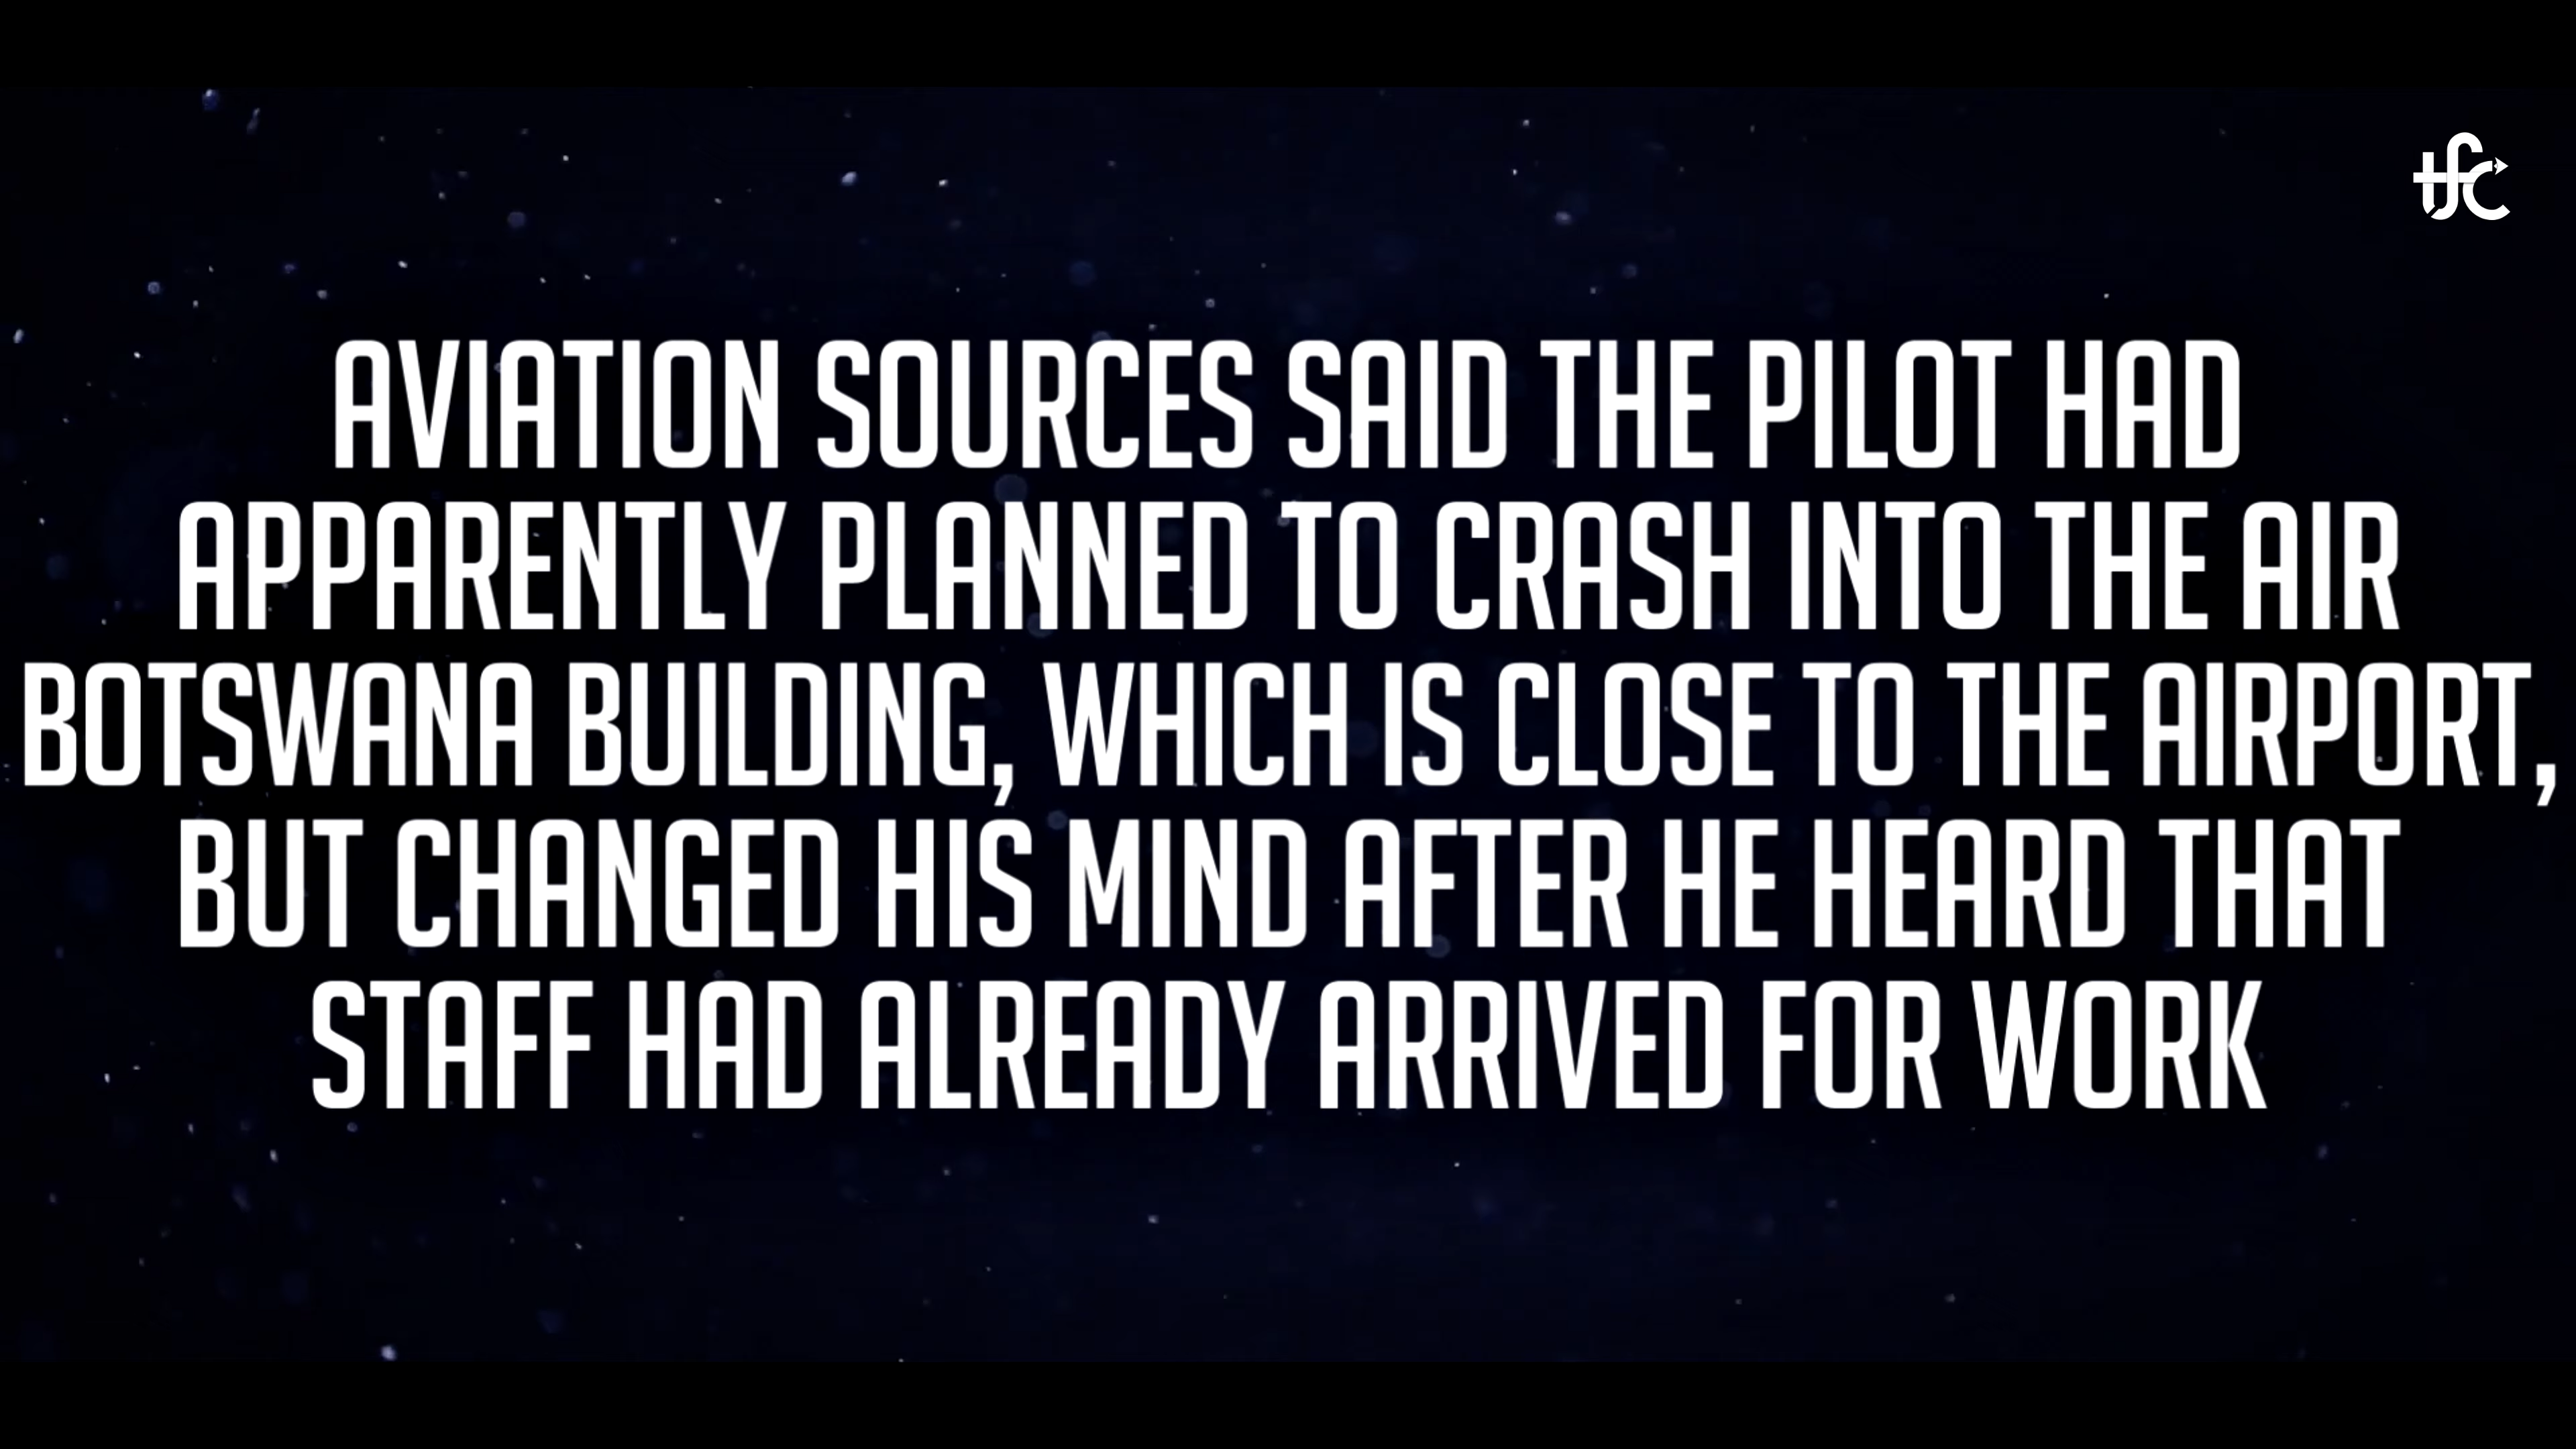 tfc
AVIATION SOURCES SAID THE PILOT HAD
APPARENTLY PLANNED TO CRASH INTO THE AIR
BOTSWANA BUILDING, WHICH IS CLOSE TO THE AIRPORT,
BUT CHANGED HIS MIND AFTER HE HEARD THAT
STAFF HAD ALREADY ARRIVED FOR WORK